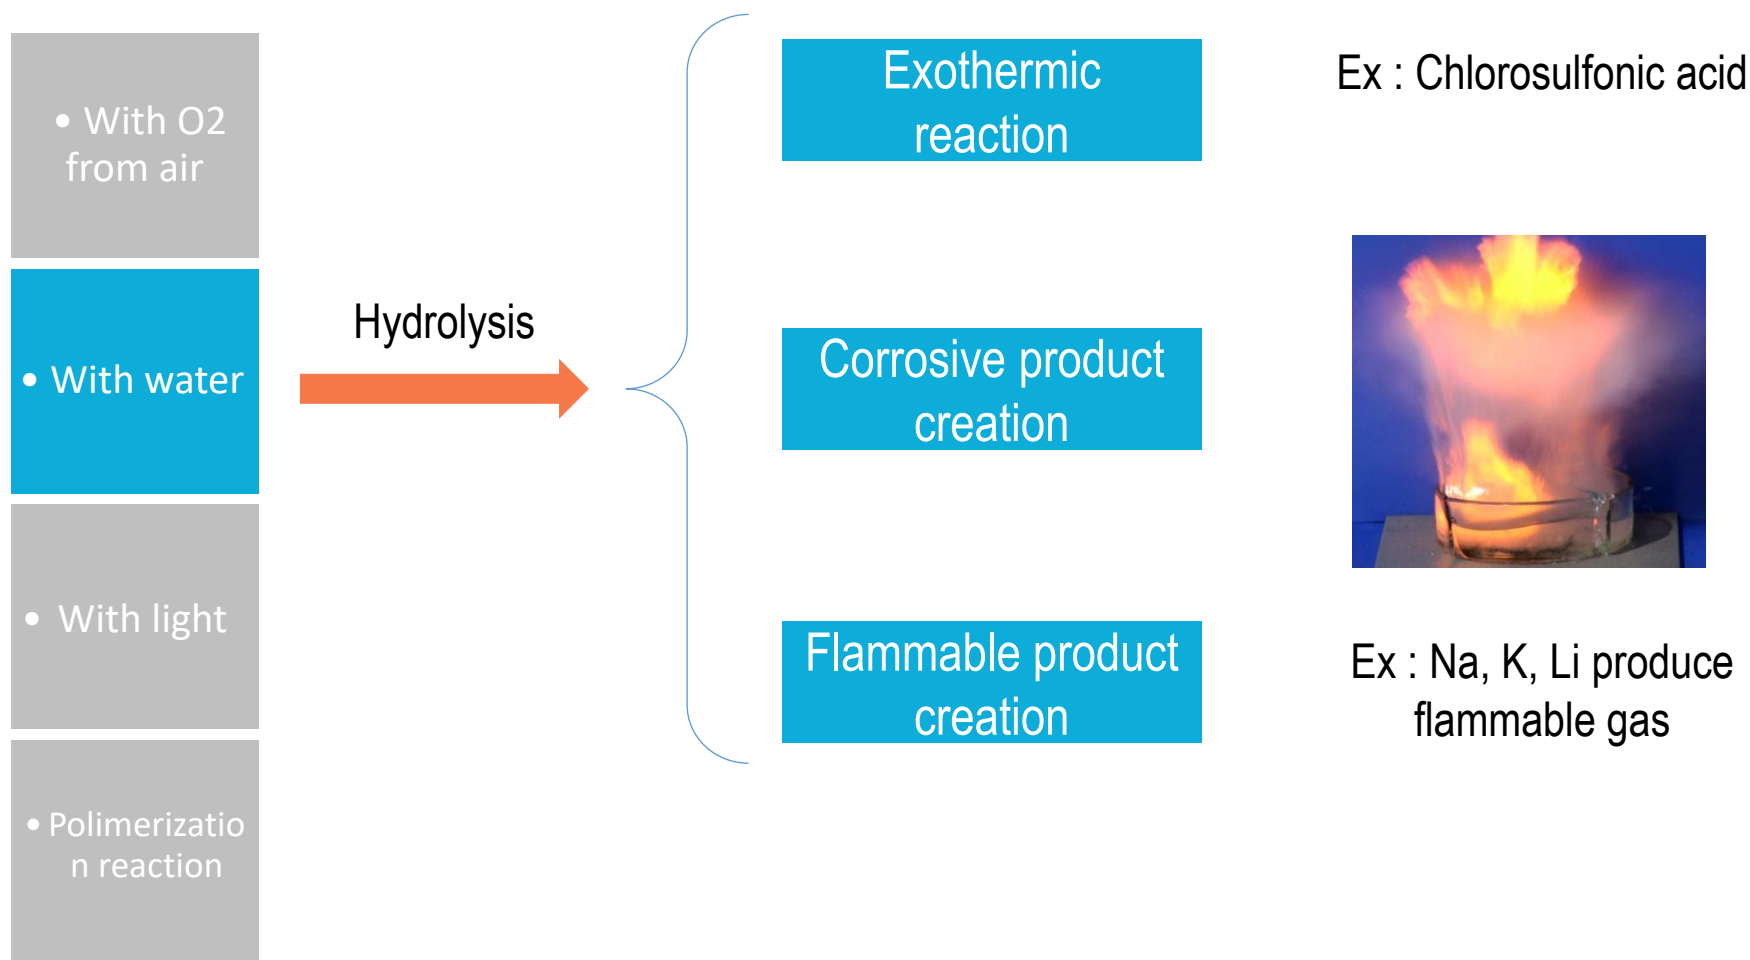 • With O2
from air
• With water
• With light
• Polimerizatio
n reaction
Hydrolysis
Exothermic
reaction
Corrosive product
creation
Flammable product
creation
Ex : Chlorosulfonic acid
Ex : Na, K, Li produce
flammable gas